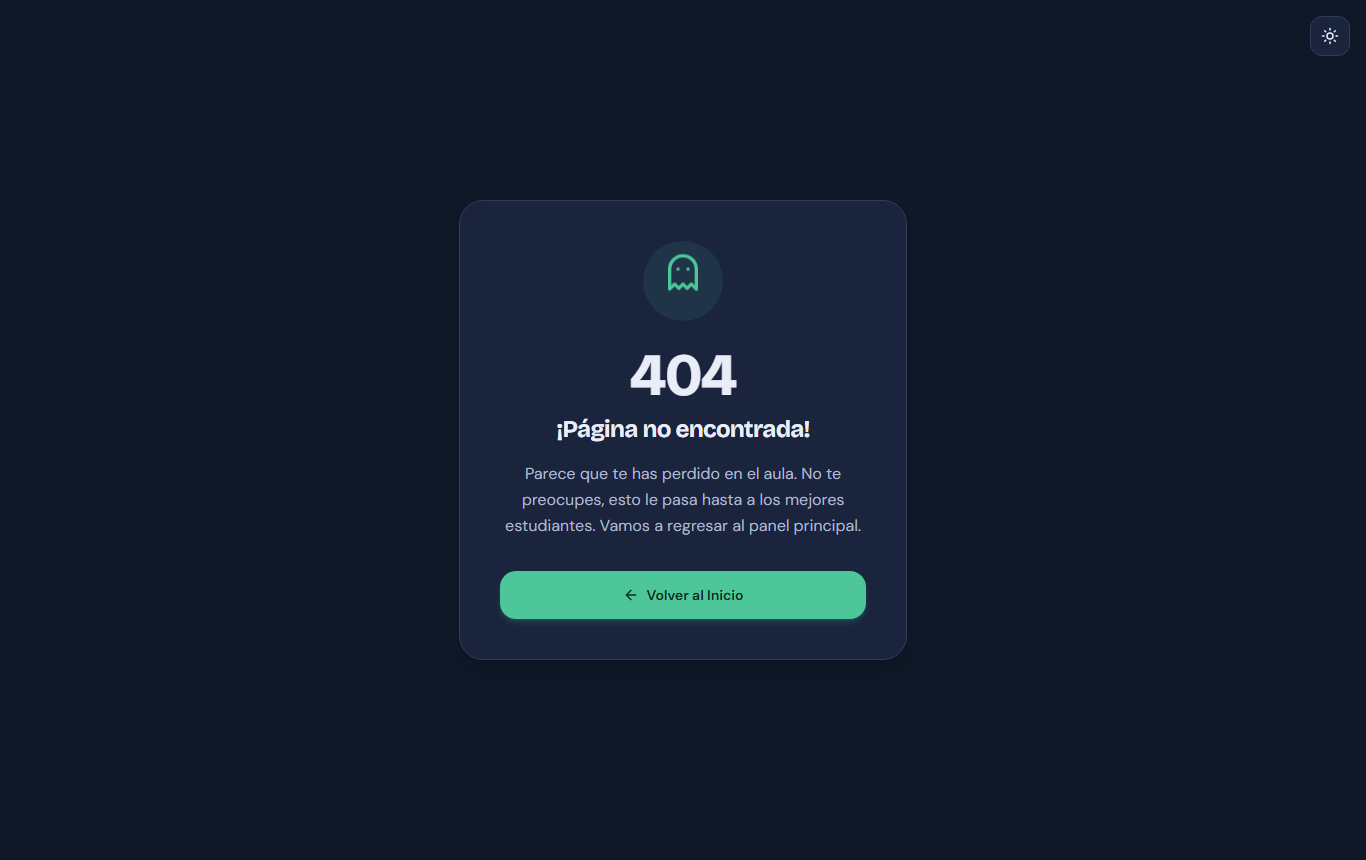 404
¡Página no encontrada!
Parece que te has perdido en el aula. No te
preocupes, esto le pasa hasta a los mejores
estudiantes. Vamos a regresar al panel principal.
Volver al Inicio